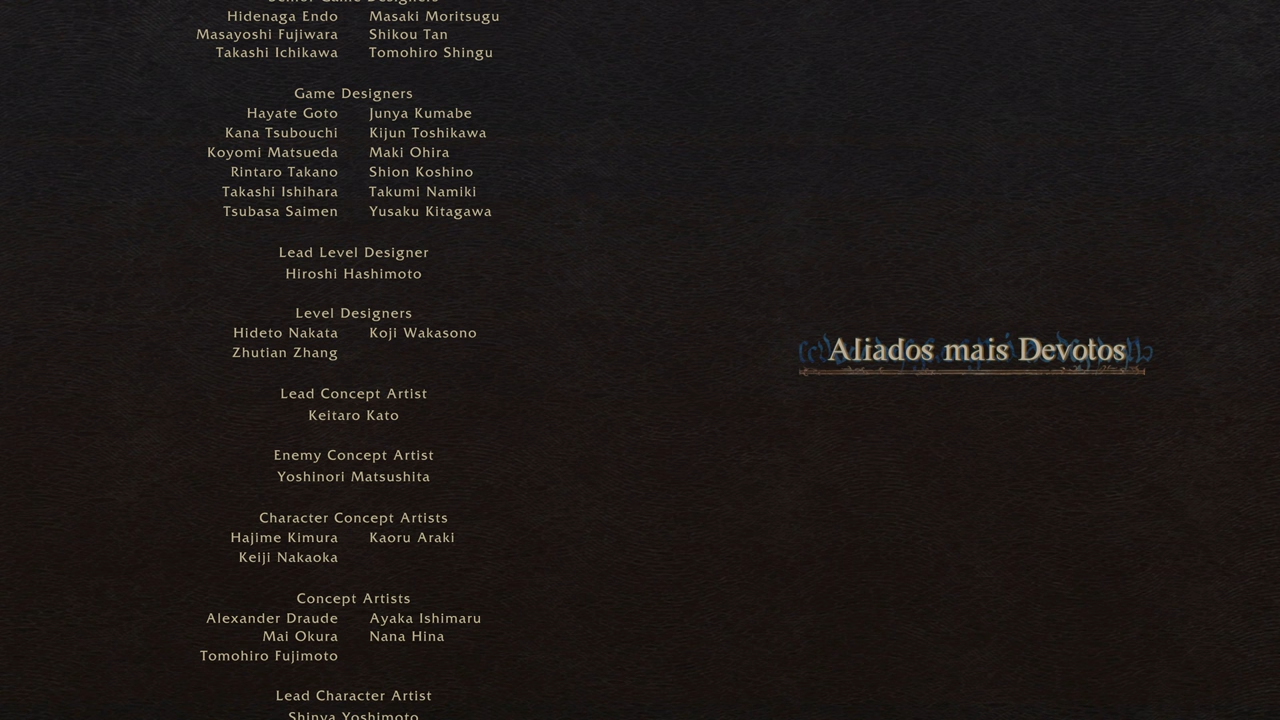 Senior Game Designers
Hidenaga Endo Masaki Moritsugu
Masayoshi Fujiwara Shikou Tan
Takashi Ichikawa Tomohiro Shingu
Game Designers
Hayate Goto Junya Kumabe
Kana Tsubouchi Kijun Toshikawa
Koyomi Matsueda Maki Ohira
Rintaro Takano Shion Koshino
Takashi Ishihara Takumi Namiki
Tsubasa Saimen Yusaku Kitagawa
Lead Level Designer
Hiroshi Hashimoto
Level Designers
Hideto Nakata Koji Wakasono
Zhutian Zhang
Lead Concept Artist
Keitaro Kato
Enemy Concept Artist
Yoshinori Matsushita
Character Concept Artists
Hajime Kimura Kaoru Araki
Keiji Nakaoka
Concept Artists
Alexander Draude Ayaka Ishimaru
Mai Okura Nana Hina
Tomohiro Fujimoto
Lead Character Artist
Shinya Yoshimoto
Aliados mais Devotos